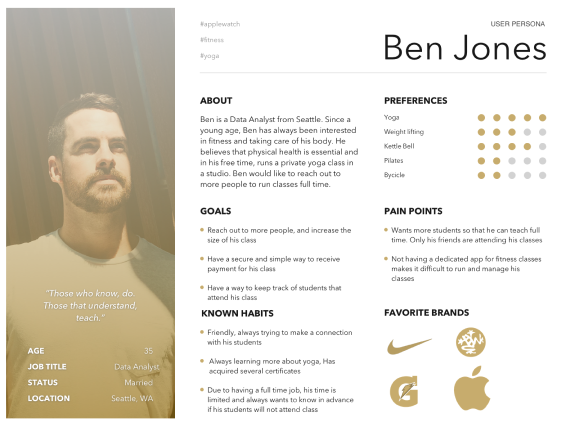 #applewatch
#fitness
#yoga
USER PERSONA
Ben Jones
ABOUT
Ben is a Data Analyst from Seattle. Since a
young age, Ben has always been interested
in fitness and taking care of his body. He
believes that physical health is essential and
in his free time, runs a private yoga class in
a studio. Ben would like to reach out to
more people to run classes full time.
PREFERENCES
Yoga
Weight lifting
Kettle Bell
Pilates
Bycicle
GOALS
Reach out to more people, and increase the
size of his class
Have a secure and simple way to receive
payment for his class
Have a way to keep track of students that
attend his class
PAIN POINTS
Wants more students so that he can teach full
time. Only his friends are attending his classes
Not having a dedicated app for fitness classes
makes it difficult to run and manage his
classes
KNOWN HABITS
Friendly, always trying to make a connection
with his students
Always learning more about yoga, Has
acquired several certificates
Due to having a full time job, his time is
limited and always wants to know in advance
if his students will not attend class
FAVORITE BRANDS
G
"Those who know, do.
Those that understand,
teach."
AGE 35
JOB TITLE Data Analyst
STATUS Married
LOCATION Seattle, WA